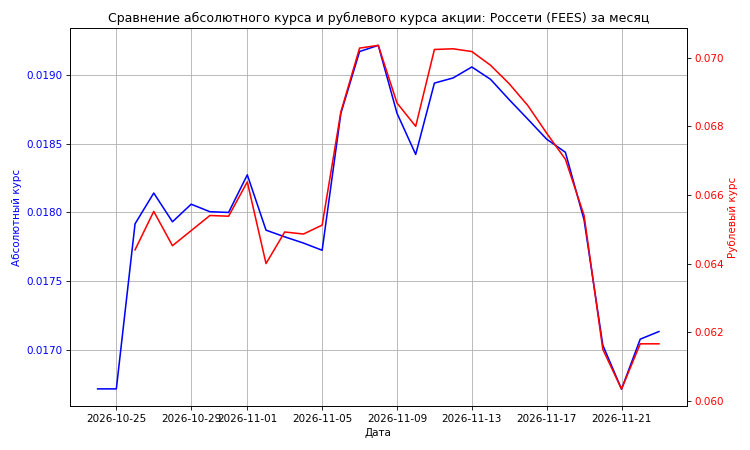 Сравнение абсолютного курса и рублевого курса акции: Россети (FEES) за месяц
Абсолютный курс
0.0190
0.0185
0.0180
0.0175
0.0170
0.070
0.068
0.066
0.064
0.062
0.060
Рублевый курс
2026-10-25 2026-10-29 2026-11-01 2026-11-05 2026-11-09 2026-11-13 2026-11-17 2026-11-21
Дата